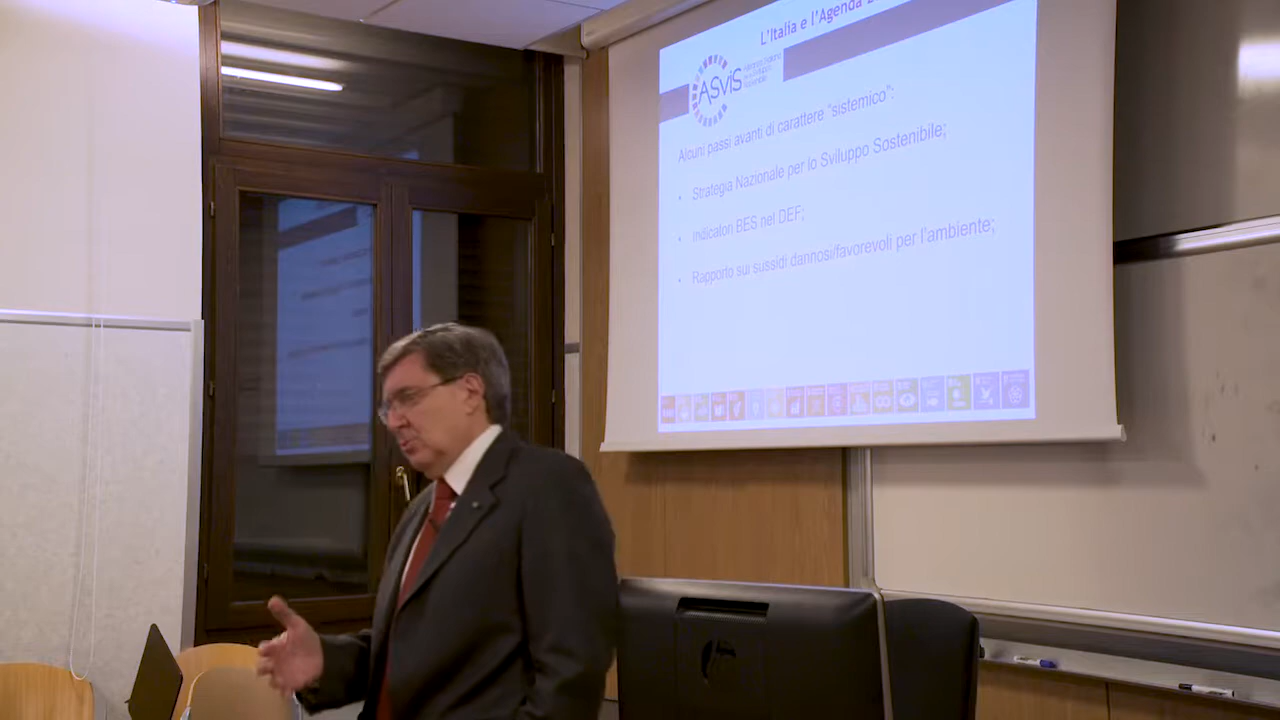 L'Italia e l'Agenda
ASviS
Alcuni passi avanti di carattere "sistemico":
• Strategia Nazionale per lo Sviluppo Sostenibile;
• Indicatori BES nel DEF;
• Rapporto sui sussidi dannosi/favorevoli per l'ambiente;